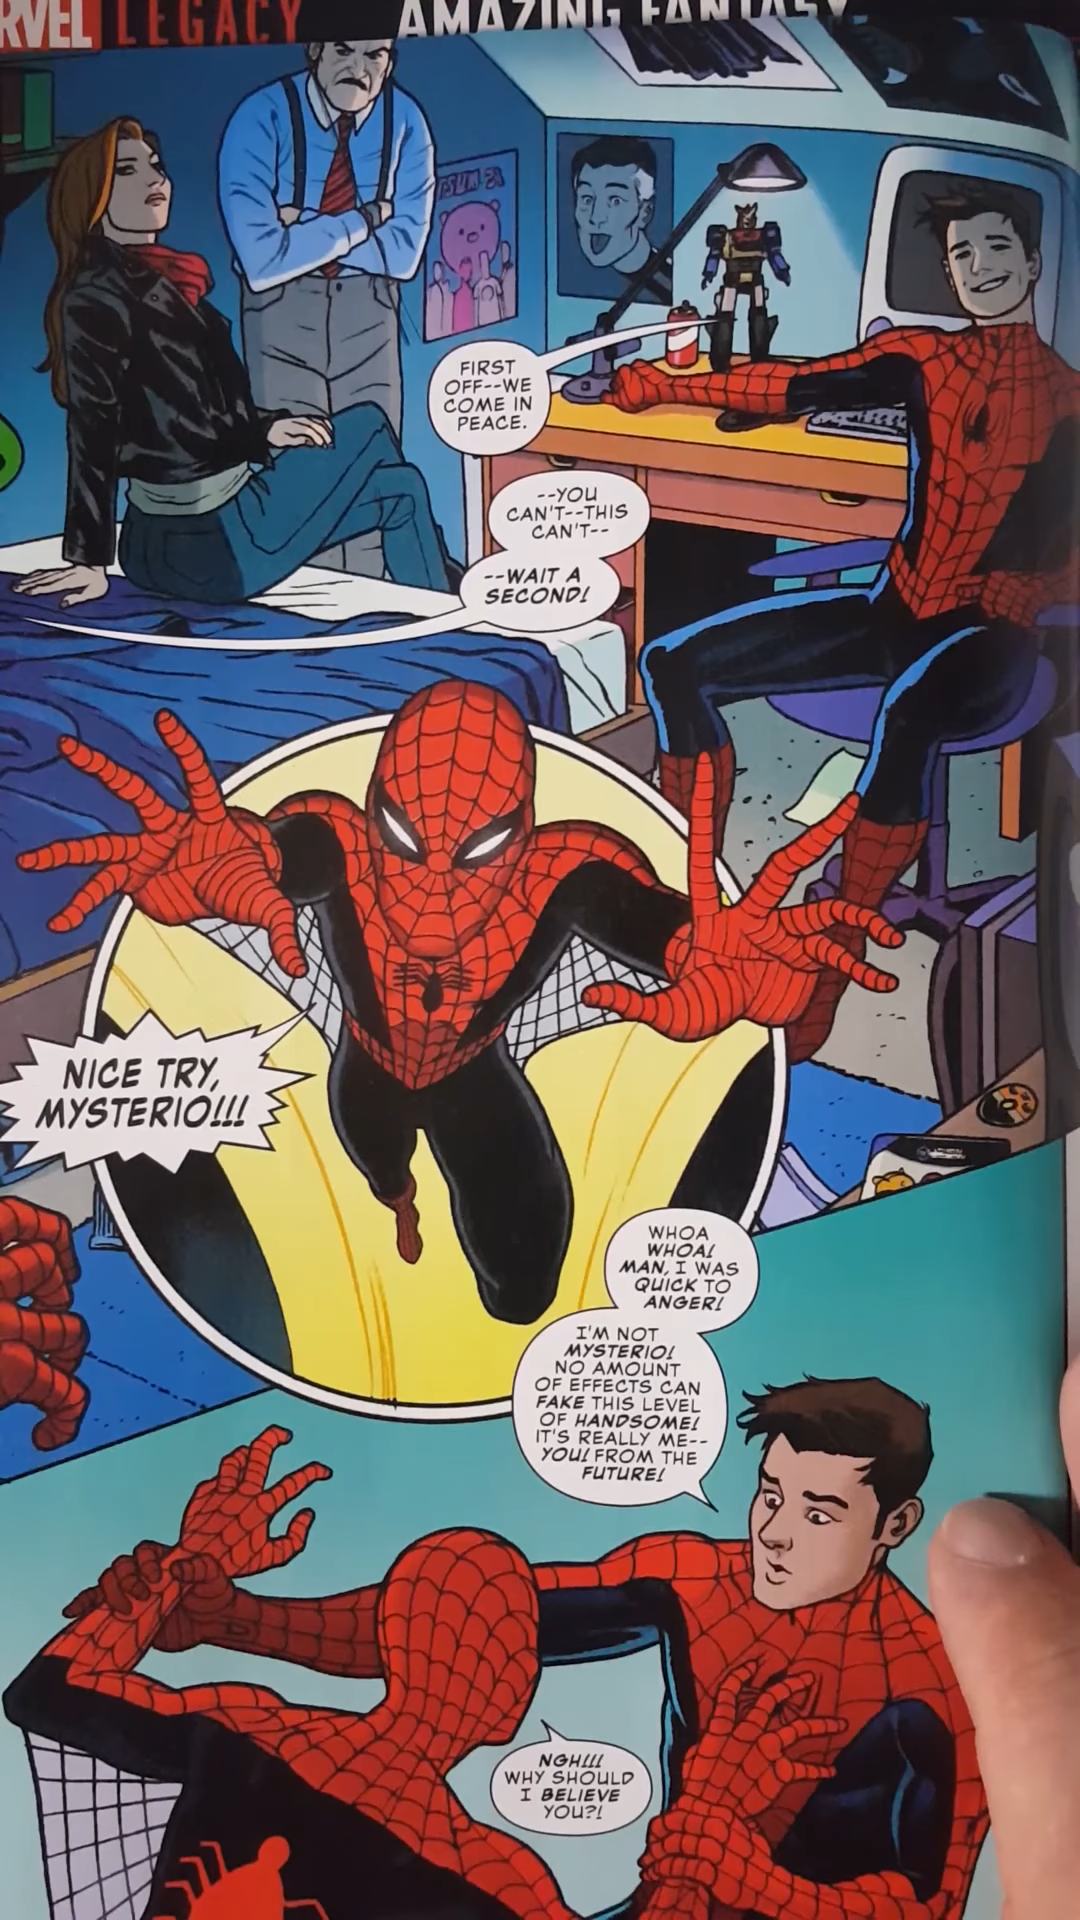 RVEL LEGACY AMAZING FANTASY
FIRST
OFF--WE
COME IN
PEACE.
--YOU
CAN'T--THIS
CAN'T--
--WAIT A
SECOND!
NICE TRY,
MYSTERIO!!!
WHOA
WHOA!
MAN, I WAS
QUICK TO
ANGER!
I'M NOT
MYSTERIO!
NO AMOUNT
OF EFFECTS CAN
FAKE THIS LEVEL
OF HANDSOME!
IT'S REALLY ME--
YOU! FROM THE
FUTURE!
NGH!!!
WHY SHOULD
I BELIEVE
YOU?!